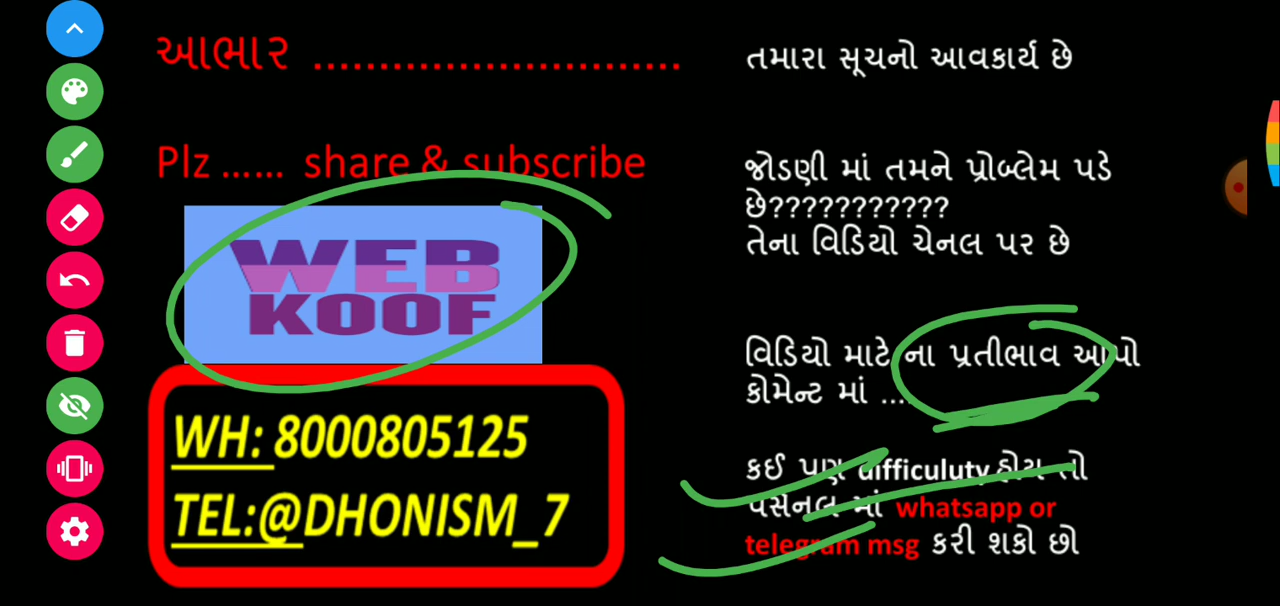 આભાર ............................
Plz ...... share & subscribe
WEB
KOOF
WH: 8000805125
TEL:@DHONISM_7
તમારા સૂચનો આવકાર્ય છે
જોડણી માં તમને પ્રોબ્લેમ પડે
છે???????????
તેના વિડિયો ચેનલ પર છે
વિડિયો માટે ના પ્રતીભાવ આપો
કોમેન્ટ માં ....
કઈ પણ difficuluty હોય તો
પર્સનલ માં whatsapp or
telegram msg કરી શકો છો